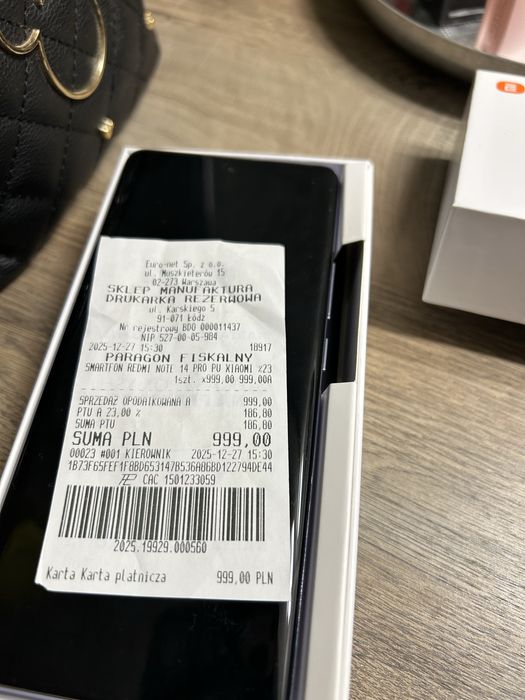 Euro-net Sp. z o.o.
ul. Muszkieterów 15
02-273 Warszawa
SKLEP MANUFAKTURA
DRUKARKA REZERWOWA
ul. Karskiego 5
91-071 Łódź
Nr rejestrowy BDO 000011437
NIP 527-00-05-984
2025-12-27 15:30 18917
PARAGON FISKALNY
SMARTFON REDMI NOTE 14 PRO PU XIAOMI %23
1szt. x999,00 999,00A
SPRZEDAŻ OPODATKOWANA A 999,00
PTU A 23,00 % 186,80
SUMA PTU 186,80
SUMA PLN 999,00
00023 #001 KIEROWNIK 2025-12-27 15:30
1B73F65FEF1F8BD653147B536A86BD122794DE44
CAC 1501233059
2025.19929.000560
Karta Karta płatnicza 999,00 PLN